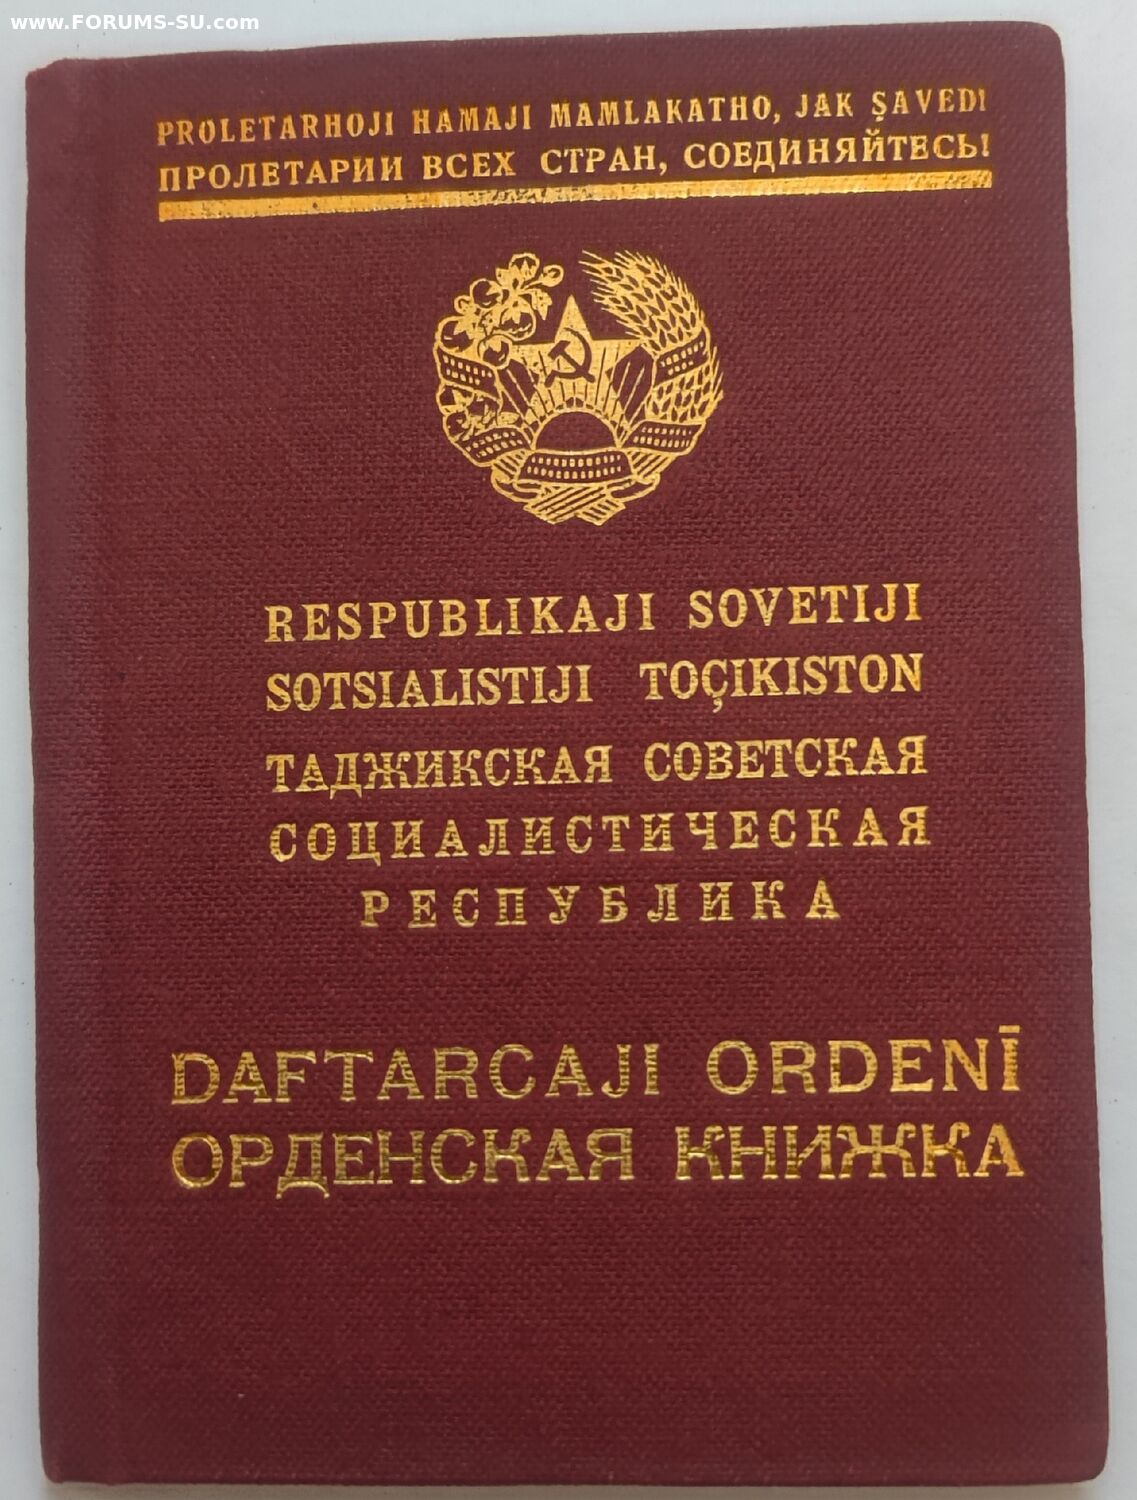 www.FORUMS-SU.com
PROLETARHOJI HAMAJI MAMLAKATHO, JAK ŞAVED!
ПРОЛЕТАРИИ ВСЕХ СТРАН, СОЕДИНЯЙТЕСЬ!
RESPUBLIKAJI SOVETIJI
SOTSIALISTIJI TOÇIKISTON
ТАДЖИКСКАЯ СОВЕТСКАЯ
СОЦИАЛИСТИЧЕСКАЯ
РЕСПУБЛИКА
DAFTARCAJI ORDENĪ
ОРДЕНСКАЯ КНИЖКА